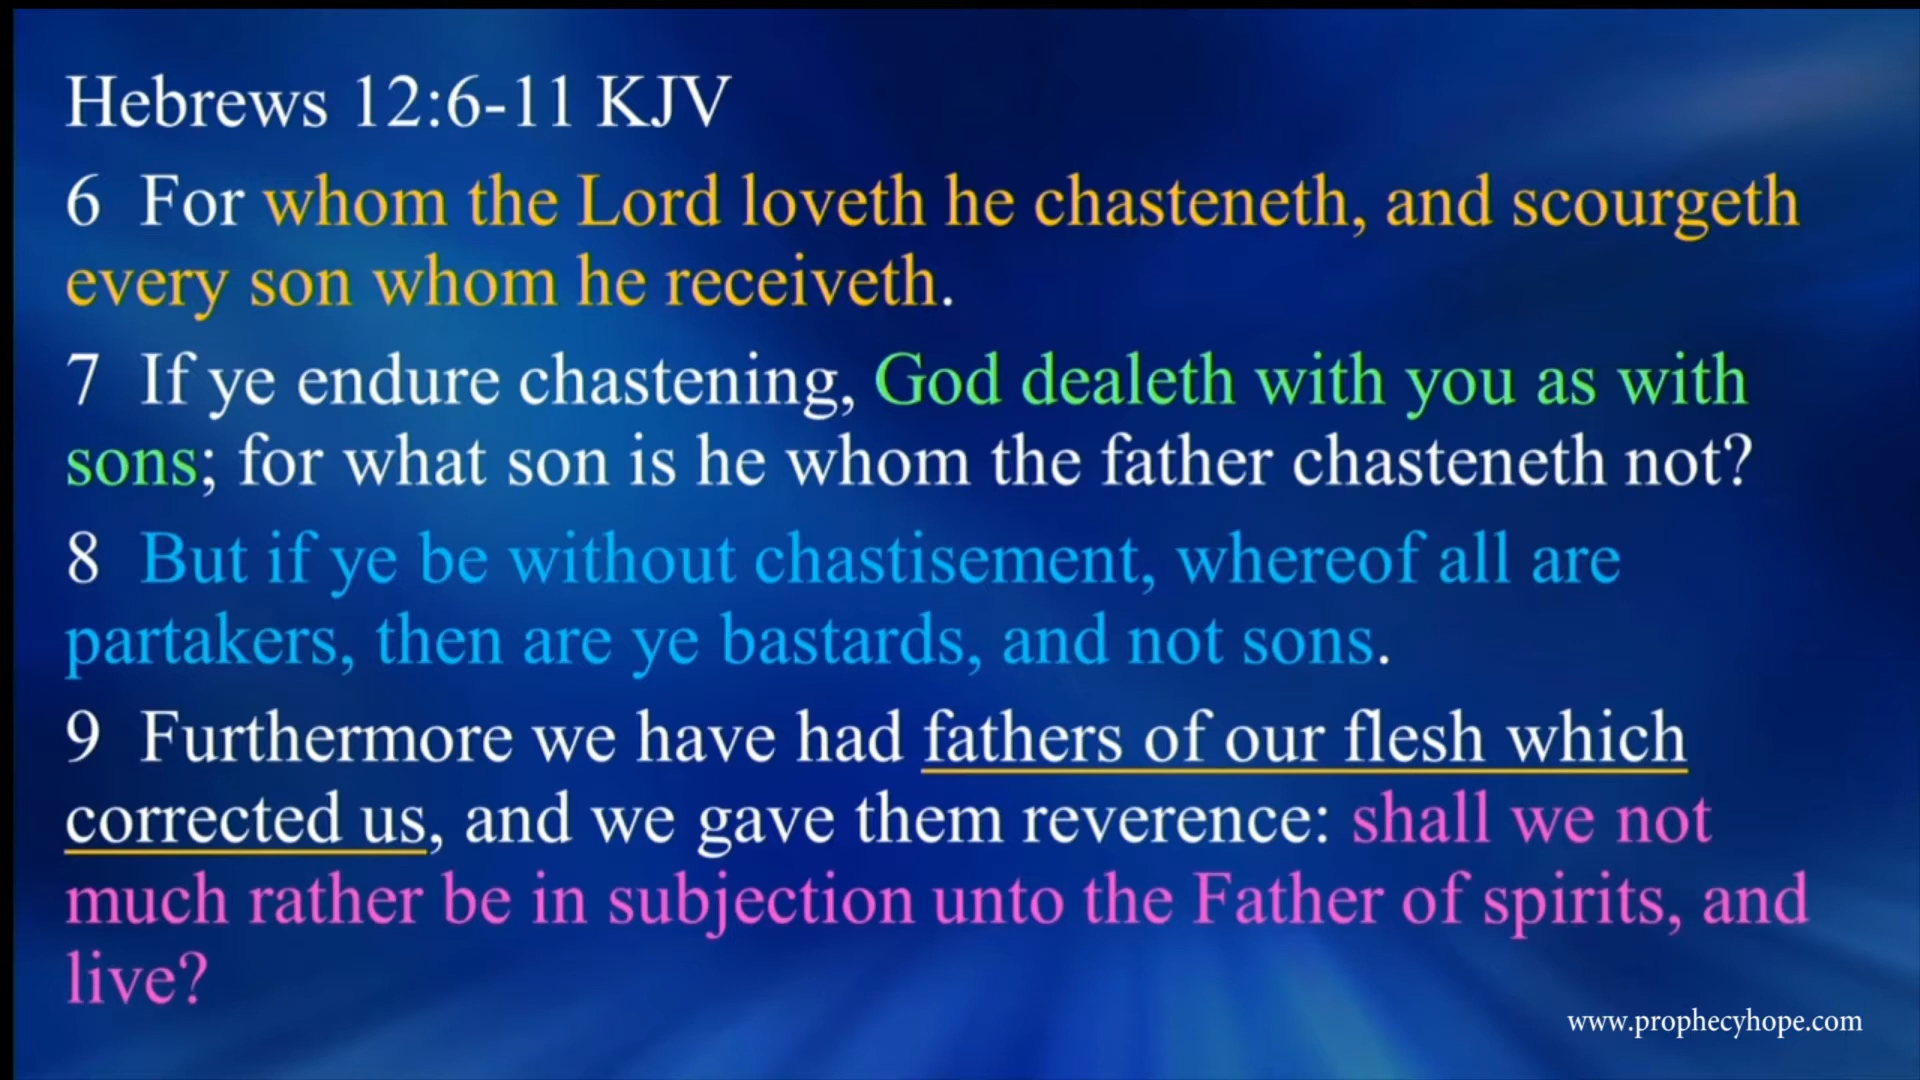 Hebrews 12:6-11 KJV
6 For whom the Lord loveth he chasteneth, and scourgeth
every son whom he receiveth.
7 If ye endure chastening, God dealeth with you as with
sons; for what son is he whom the father chasteneth not?
8 But if ye be without chastisement, whereof all are
partakers, then are ye bastards, and not sons.
9 Furthermore we have had fathers of our flesh which
corrected us, and we gave them reverence: shall we not
much rather be in subjection unto the Father of spirits, and
live?
www.prophecyhope.com